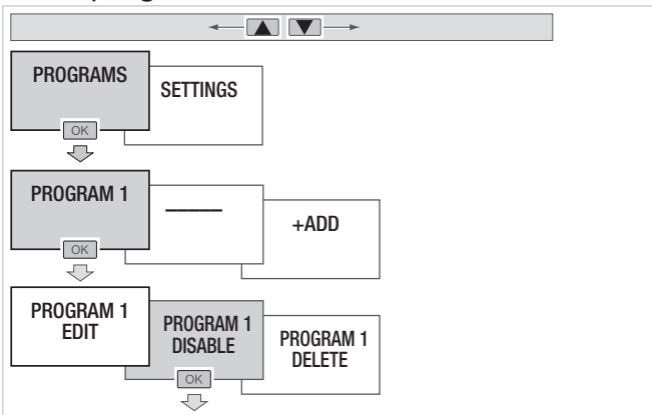 PROGRAMS
SETTINGS
OK
PROGRAM 1
+ADD
OK
PROGRAM 1
EDIT
PROGRAM 1
DISABLE
PROGRAM 1
DELETE
OK